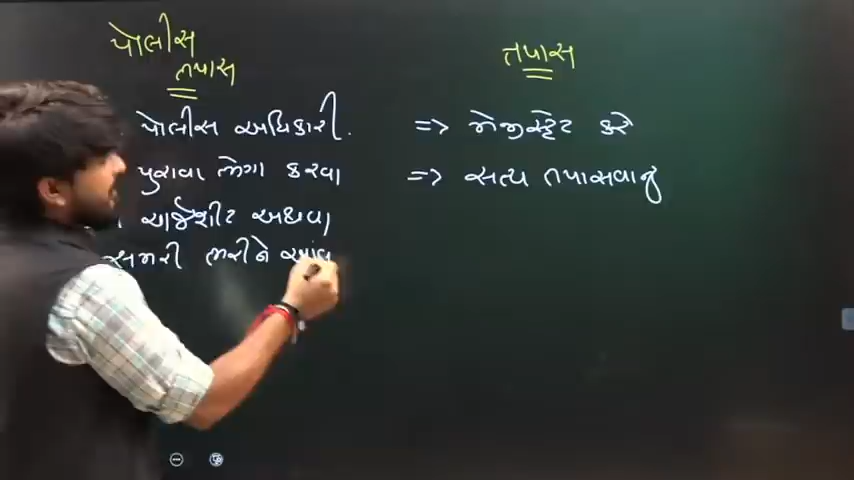 પોલીસ
તપાસ
પોલીસ અધિકારી.
પુરાવા ભેગા કરવા
ચાર્જશીટ અથવા
સમરી ભરીને
તપાસ
=> મેજીસ્ટ્રેટ કરે
=> સત્ય તપાસવાનું